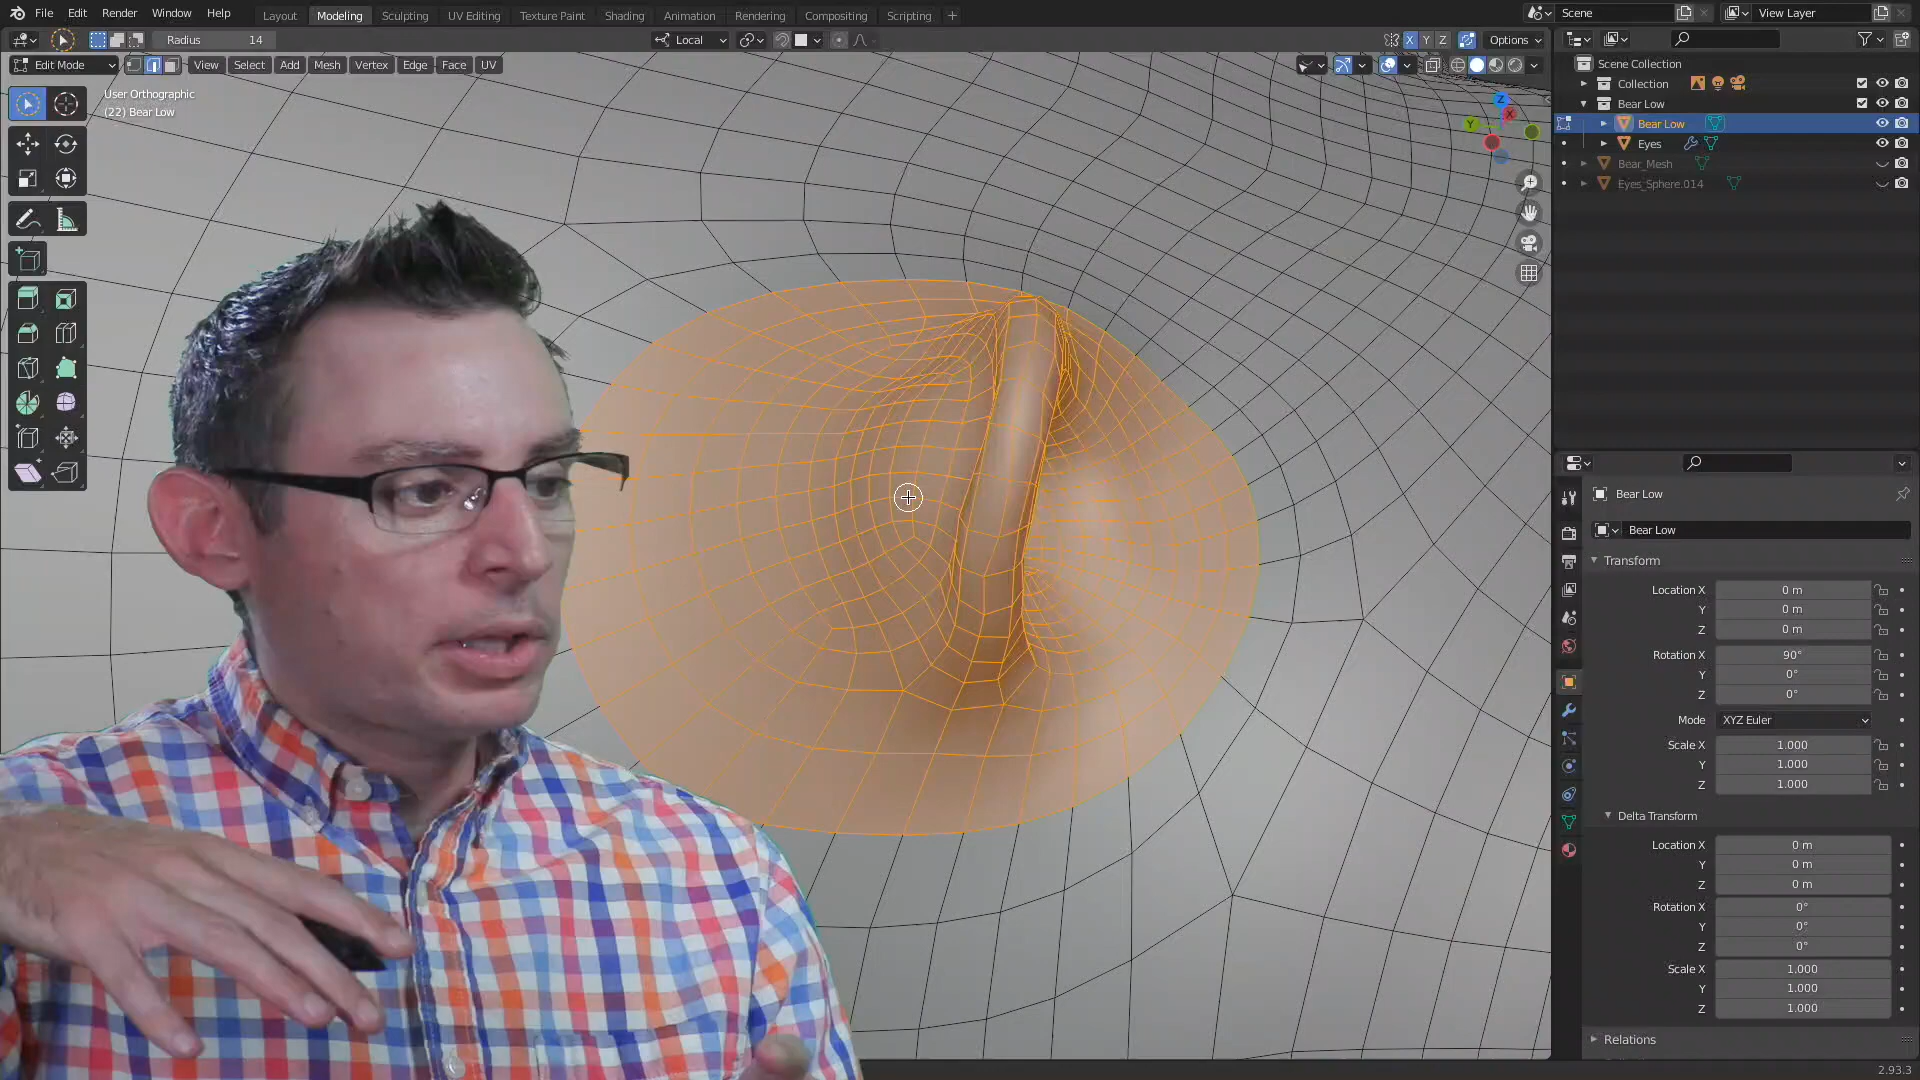 File Edit Render Window Help Layout Modeling Sculpting UV Editing Texture Paint Shading Animation Rendering Compositing Scripting + Scene View Layer
Radius 14 Local X Y Z Options
Edit Mode View Select Add Mesh Vertex Edge Face UV
User Orthographic
(22) Bear Low
Z
X
Y
Scene Collection
Collection
Bear Low
Bear Low
Eyes
Bear_Mesh
Eyes_Sphere.014
Bear Low
Bear Low
Transform
Location X 0 m
Y 0 m
Z 0 m
Rotation X 90°
Y 0°
Z 0°
Mode XYZ Euler
Scale X 1.000
Y 1.000
Z 1.000
Delta Transform
Location X 0 m
Y 0 m
Z 0 m
Rotation X 0°
Y 0°
Z 0°
Scale X 1.000
Y 1.000
Z 1.000
Relations
2.93.3